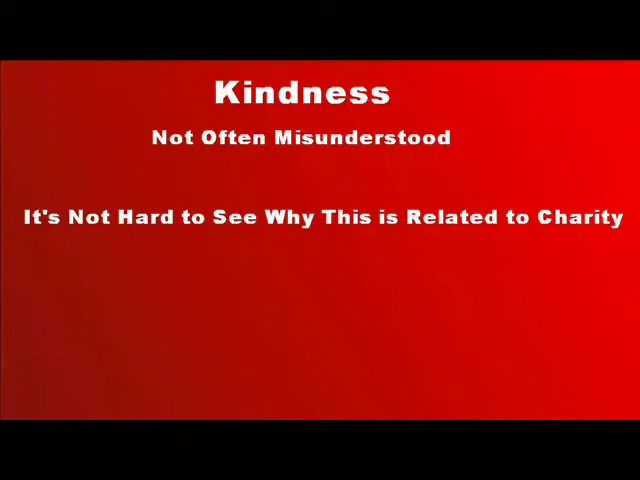 Kindness
Not Often Misunderstood
It's Not Hard to See Why This is Related to Charity